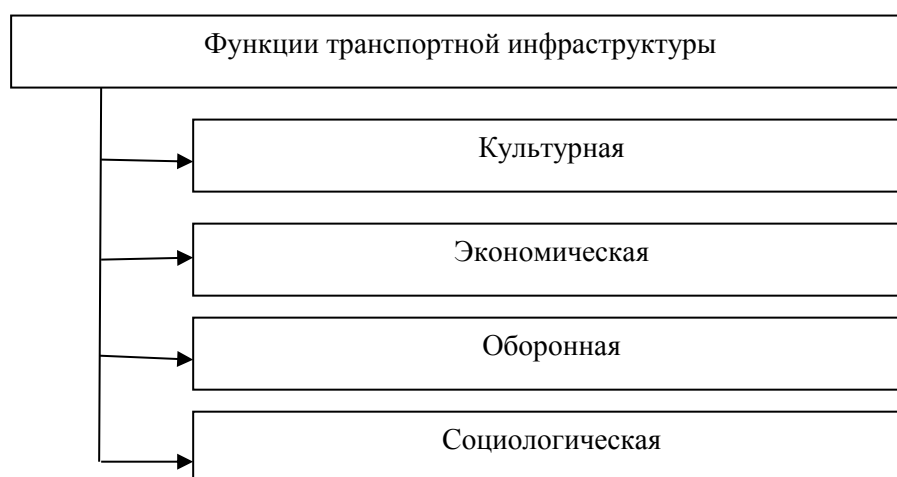 Функции транспортной инфраструктуры
Культурная
Экономическая
Оборонная
Социологическая